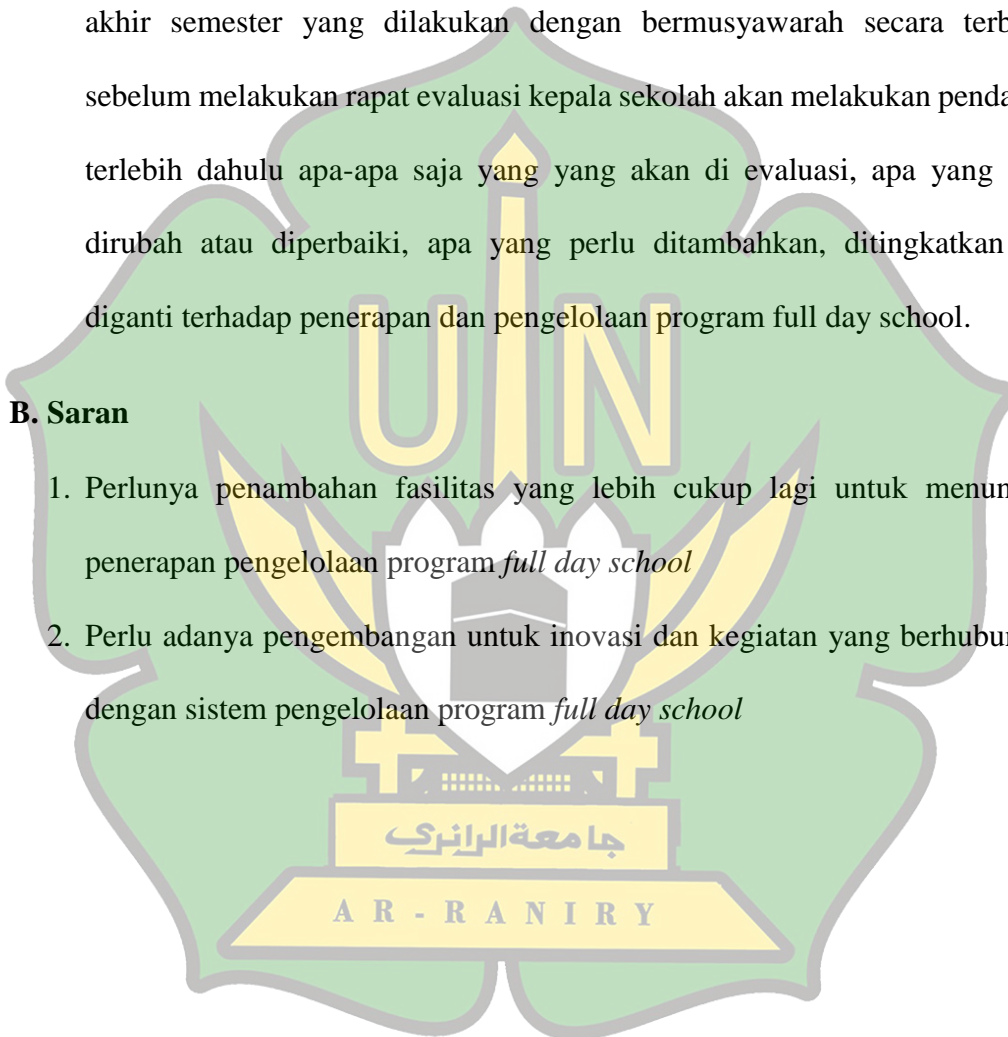 akhir semester yang dilakukan dengan bermusyawarah secara
sebelum melakukan rapat evaluasi kepala sekolah akan melakukan
terlebih dahulu apa-apa saja yang yang akan di evaluasi, apa yang
dirubah atau diperbaiki, apa yang perlu ditambahkan, ditingkatkan
diganti terhadap penerapan dan pengelolaan program full day school.
B. Saran
1. Perlunya penambahan fasilitas yang lebih cukup lagi untuk
penerapan pengelolaan program full day school
2. Perlu adanya pengembangan untuk inovasi dan kegiatan yang
dengan sistem pengelolaan program full day school
UIN
جامعة الرانري
AR-RANIRY